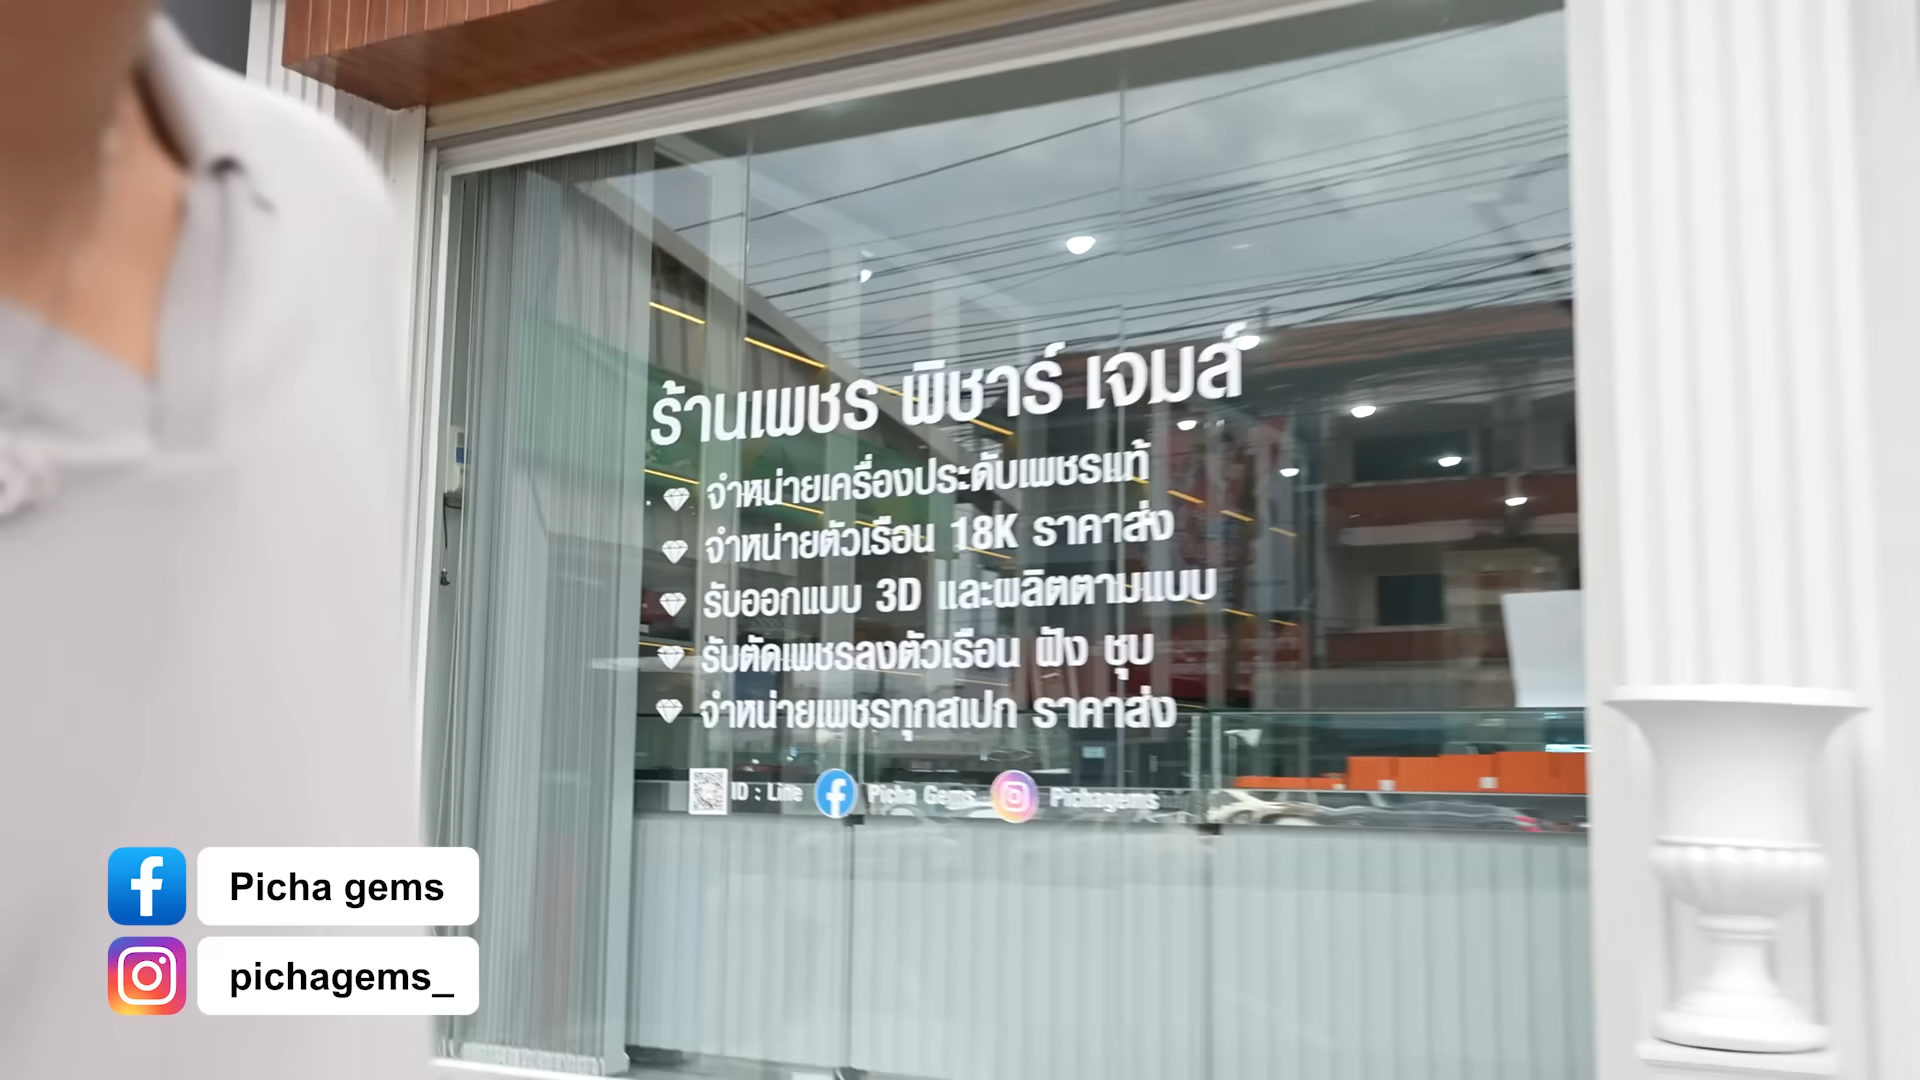 ร้านเพชร พิชาร์ เจมส์
จำหน่ายเครื่องประดับเพชรแท้
จำหน่ายตัวเรือน 18K ราคาส่ง
รับออกแบบ 3D และผลิตตามแบบ
รับตัดเพชรลงตัวเรือน ฝัง ชุบ
จำหน่ายเพชรทุกสเปก ราคาส่ง
ID : Line Picha Gems Pichagems
Picha gems
pichagems_